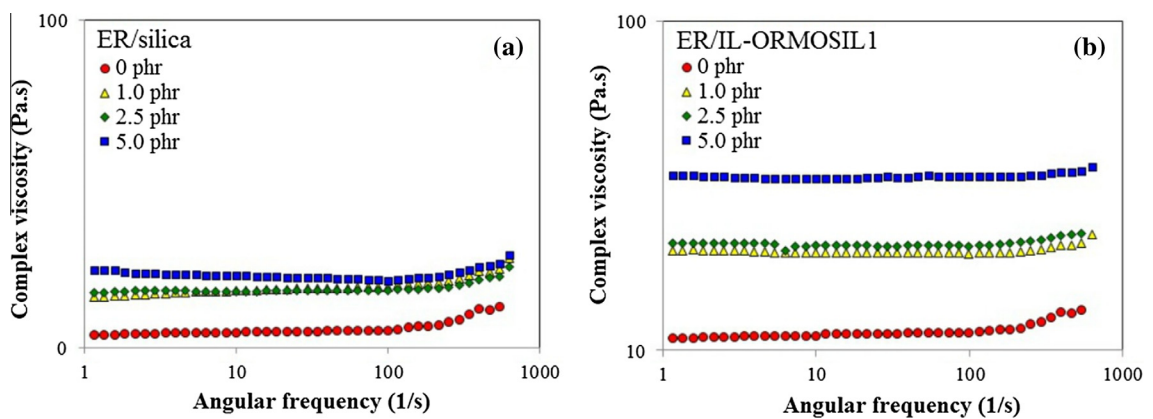 100
ER/silica
(a)
0 phr
1.0 phr
2.5 phr
5.0 phr
Complex viscosity (Pa.s)
0
1
10
100
1000
Angular frequency (1/s)
100
ER/IL-ORMOSIL1
(b)
0 phr
1.0 phr
2.5 phr
5.0 phr
Complex viscosity (Pa.s)
10
1
10
100
1000
Angular frequency (1/s)